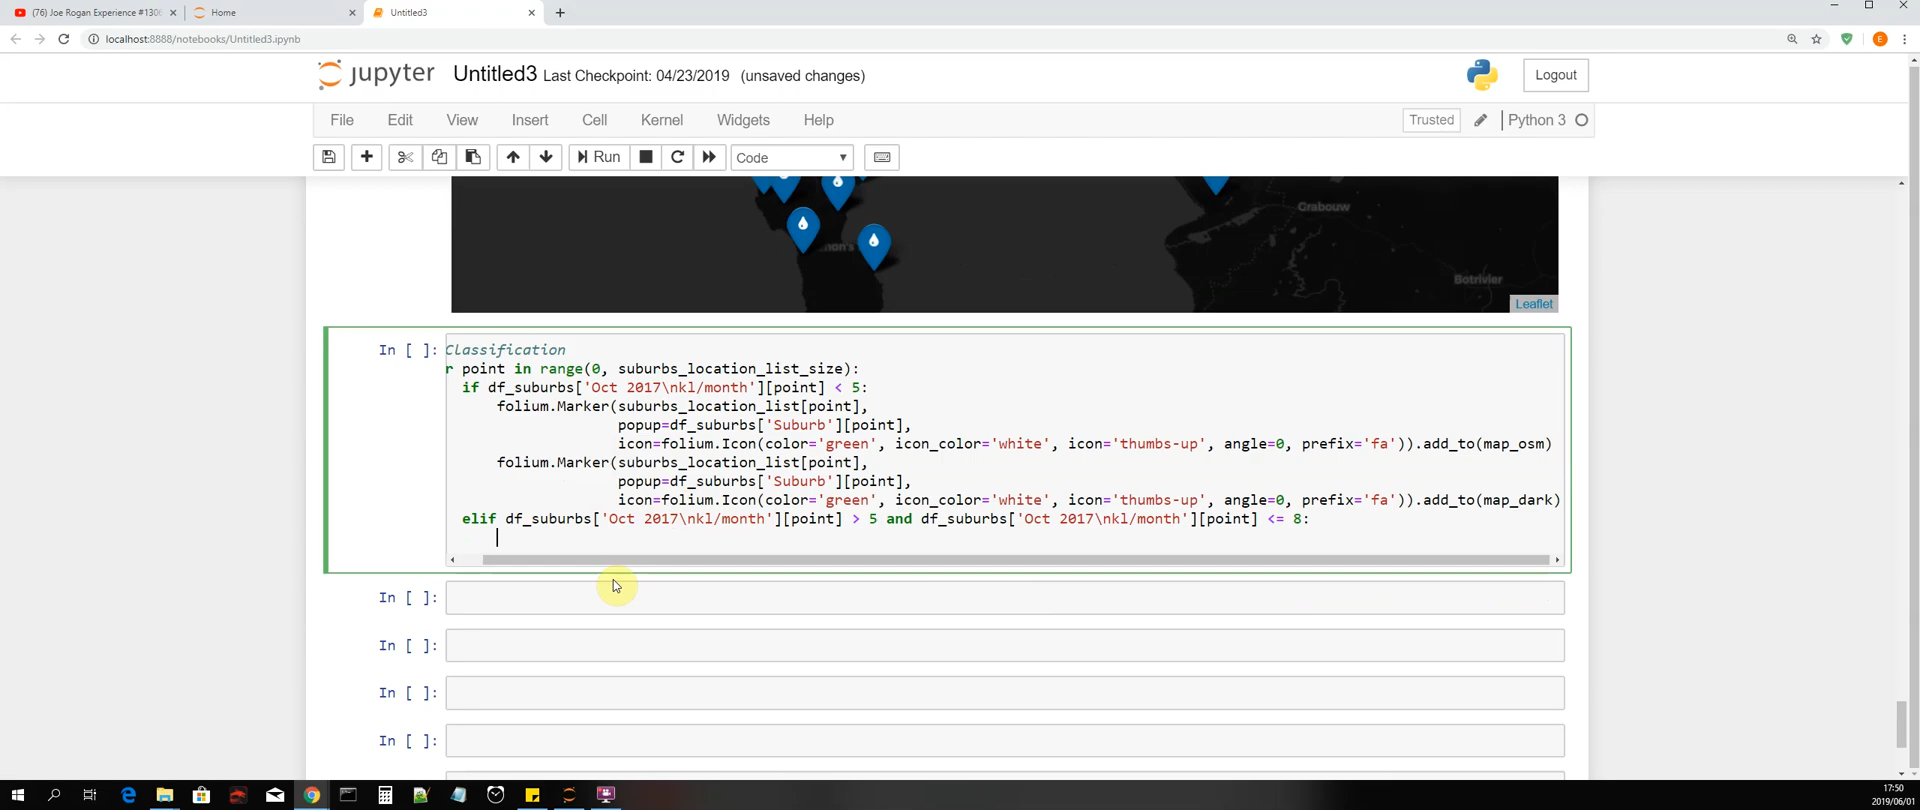 (76) Joe Rogan Experience #1306
Home
Untitled3
localhost:8888/notebooks/Untitled3.ipynb
E
jupyter Untitled3 Last Checkpoint: 04/23/2019 (unsaved changes)
Logout
File Edit View Insert Cell Kernel Widgets Help
Trusted Python 3
Run Code
Grabouw
Botrivier
Leaflet
In [ ]: Classification
r point in range(0, suburbs_location_list_size):
if df_suburbs['Oct 2017\nkl/month'][point] < 5:
folium.Marker(suburbs_location_list[point],
popup=df_suburbs['Suburb'][point],
icon=folium.Icon(color='green', icon_color='white', icon='thumbs-up', angle=0, prefix='fa')).add_to(map_osm)
folium.Marker(suburbs_location_list[point],
popup=df_suburbs['Suburb'][point],
icon=folium.Icon(color='green', icon_color='white', icon='thumbs-up', angle=0, prefix='fa')).add_to(map_dark)
elif df_suburbs['Oct 2017\nkl/month'][point] > 5 and df_suburbs['Oct 2017\nkl/month'][point] <= 8:
In [ ]:
In [ ]:
In [ ]:
In [ ]:
17:50
2019/06/01